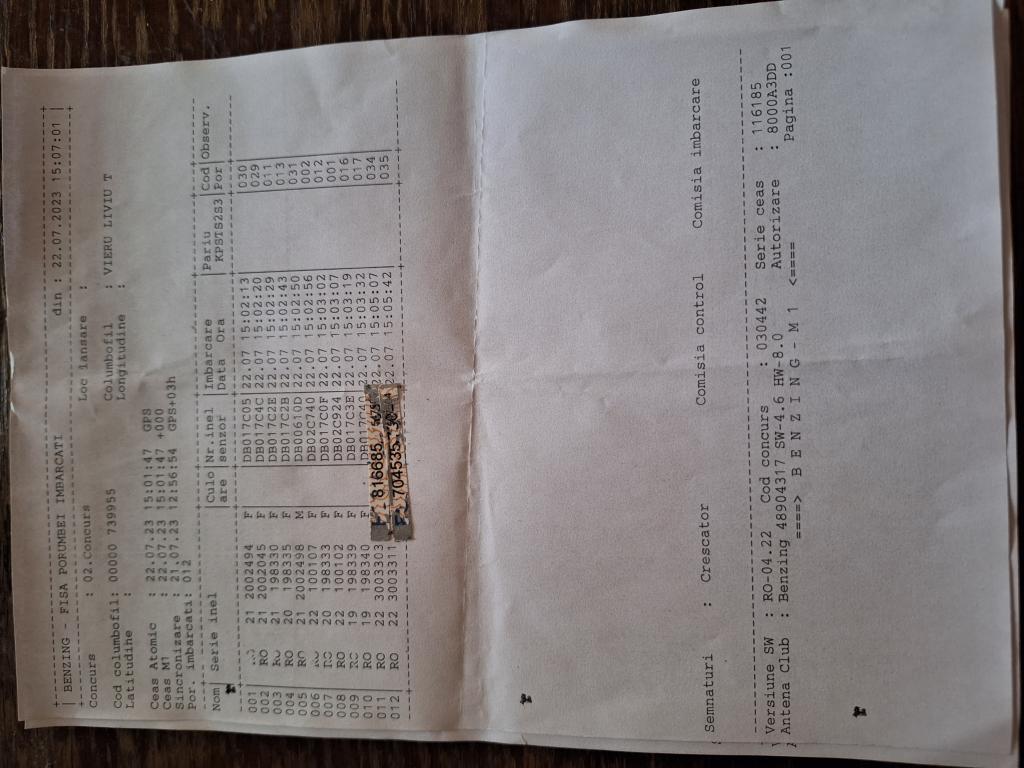 | BENZING - FISA PORUMBEI IMBARCATI din : 22.07.2023 15:07:01 |
Concurs : 02.Concurs Loc lansare :
Cod columbofil: 00000 739955 Columbofil : VIERU LIVIU T
Latitudine : Longitudine :
Ceas Atomic : 22.07.23 15:01:47 GPS
Ceas M1 : 22.07.23 15:01:47 +000
Sincronizare : 21.07.23 12:56:54 GPS+03h
Por. imbarcati: 012
Nom| Serie inel |Culo|Nr.inel |Imbarcare |Pariu |Cod|Observ.
|are |senzor |Data Ora |KPSTS2S3|Por|
001 21 2002494 F |DB017C05|22.07 15:02:13 |030
002 RO 21 2002045 F |DB017C4C|22.07 15:02:20 |029
003 21 198330 F |DB017C2E|22.07 15:02:29 |011
004 RO 20 198335 F |DB017C2B|22.07 15:02:43 |013
005 RO 21 2002498 M |DB00610D|22.07 15:02:50 |031
006 22 100107 F |DB02C740|22.07 15:02:56 |002
007 20 198333 F 22.07 15:03:02 |012
008 RO 22 100102 F |DB02C924|22.07 15:03:07 |001
009 19 198339 F |DB017C3E|22.07 15:03:19 |016
010 RO 19 198340 F 22.07 15:03:32 |017
011 RO 22 3003303 816685 22.07 15:05:07 |034
012 RO 22 3003311 704535 22.07 15:05:42 |035
Semnaturi : Crescator Comisia control Comisia imbarcare
Versiune SW : RO-04.22 Cod concurs : 030442 Serie ceas : 116185
Antena Club : Benzing 48904317 SW-4.6 HW-8.0 Autorizare : 8000A3DD
====> B E N Z I N G - M 1 <==== Pagina :001